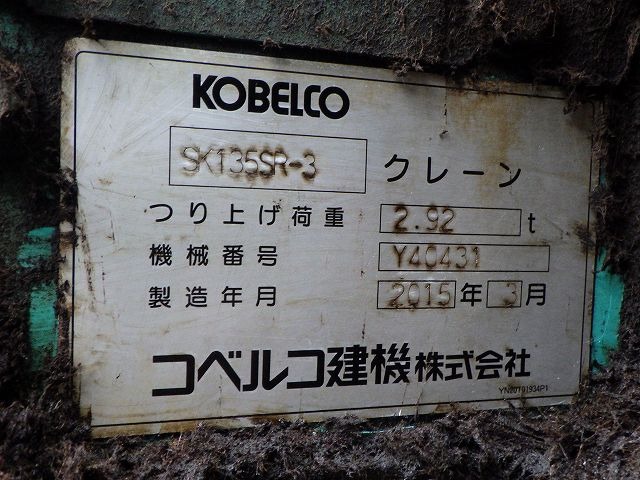 KOBELCO
SK135SR-3 クレーン
つり上げ荷重 2.92 t
機械番号 Y40431
製造年月 2015 年 3 月
コベルコ建機株式会社
YN20T01934P1